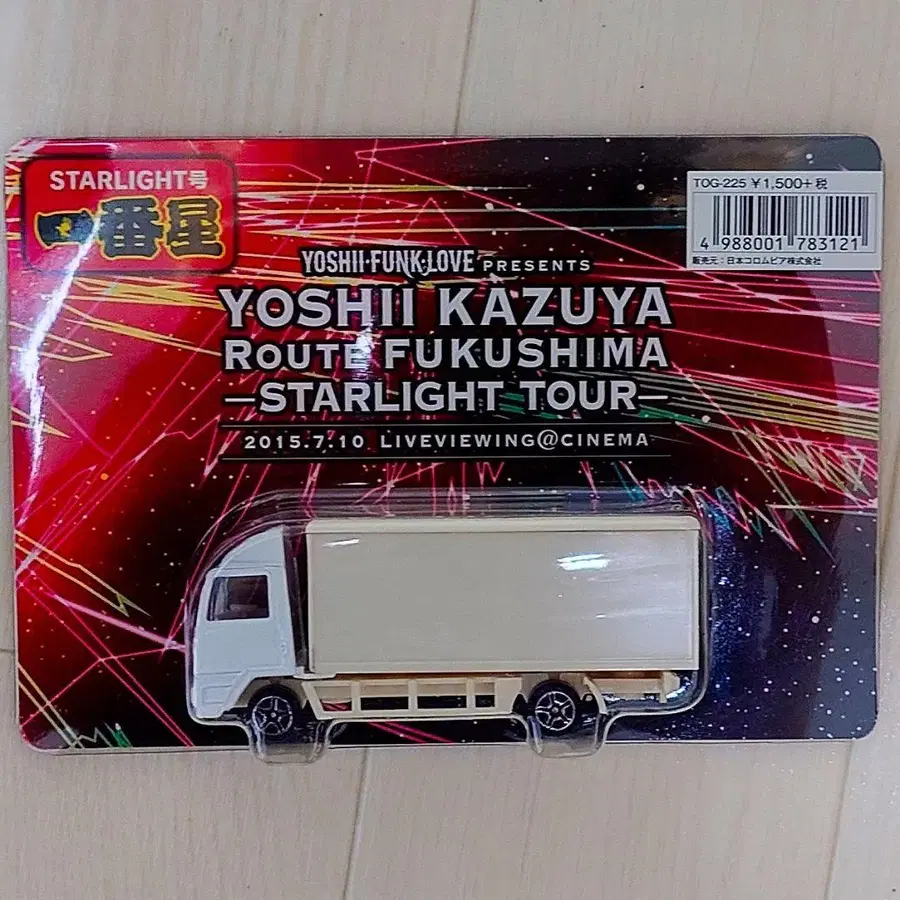 STARLIGHT号
一番星
TOG-225 ¥1,500+税
4 988001 783121
販売元：日本コロムビア株式会社
YOSHII FUNK LOVE PRESENTS
YOSHII KAZUYA
ROUTE FUKUSHIMA
—STARLIGHT TOUR—
2015.7.10 LIVEVIEWING@CINEMA